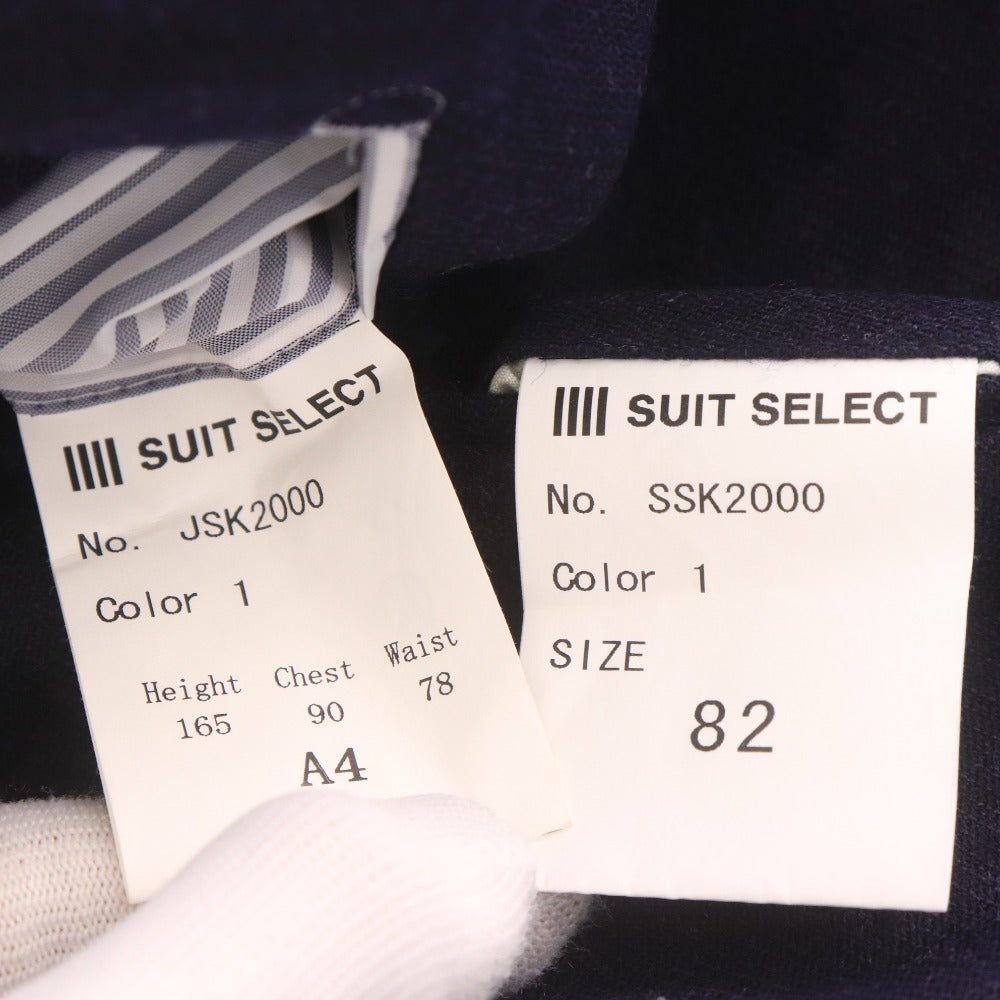 SUIT SELECT
No. JSK2000
Color 1
Height Chest Waist
165 90 78
A4
SUIT SELECT
No. SSK2000
Color 1
SIZE
82